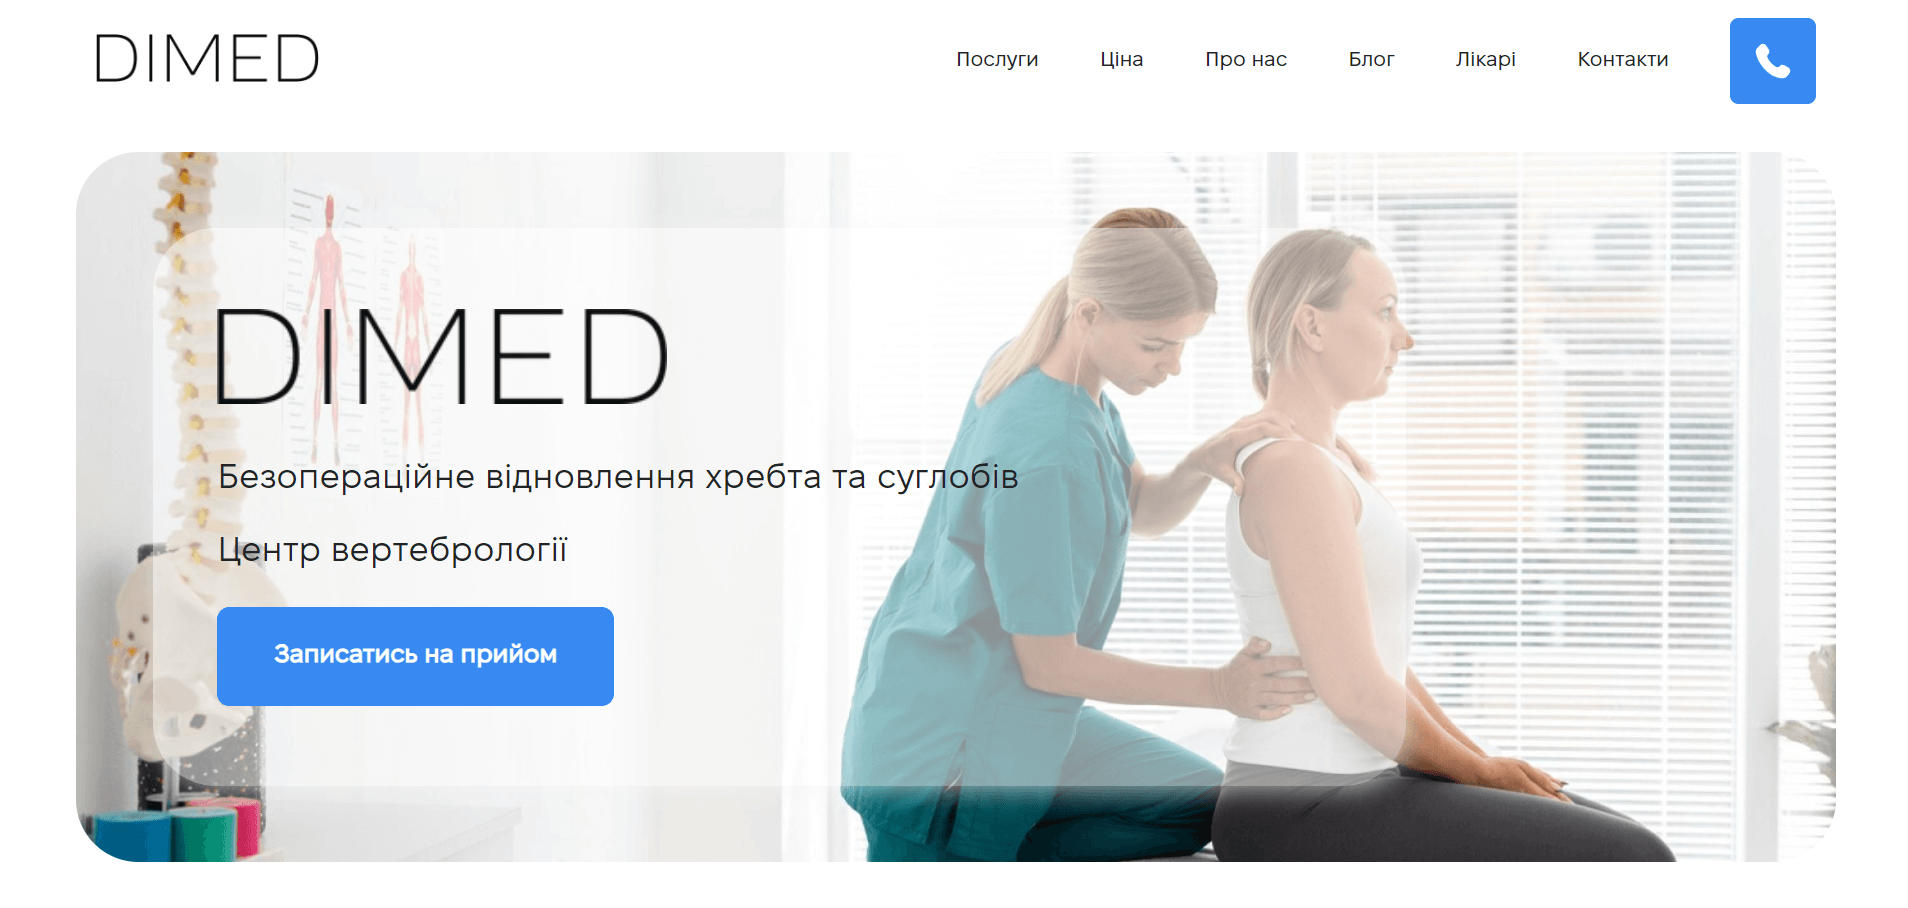 DIMED
Послуги Ціна Про нас Блог Лікарі Контакти
DIMED
Безопераційне відновлення хребта та суглобів
Центр вертебрології
Записатись на прийом